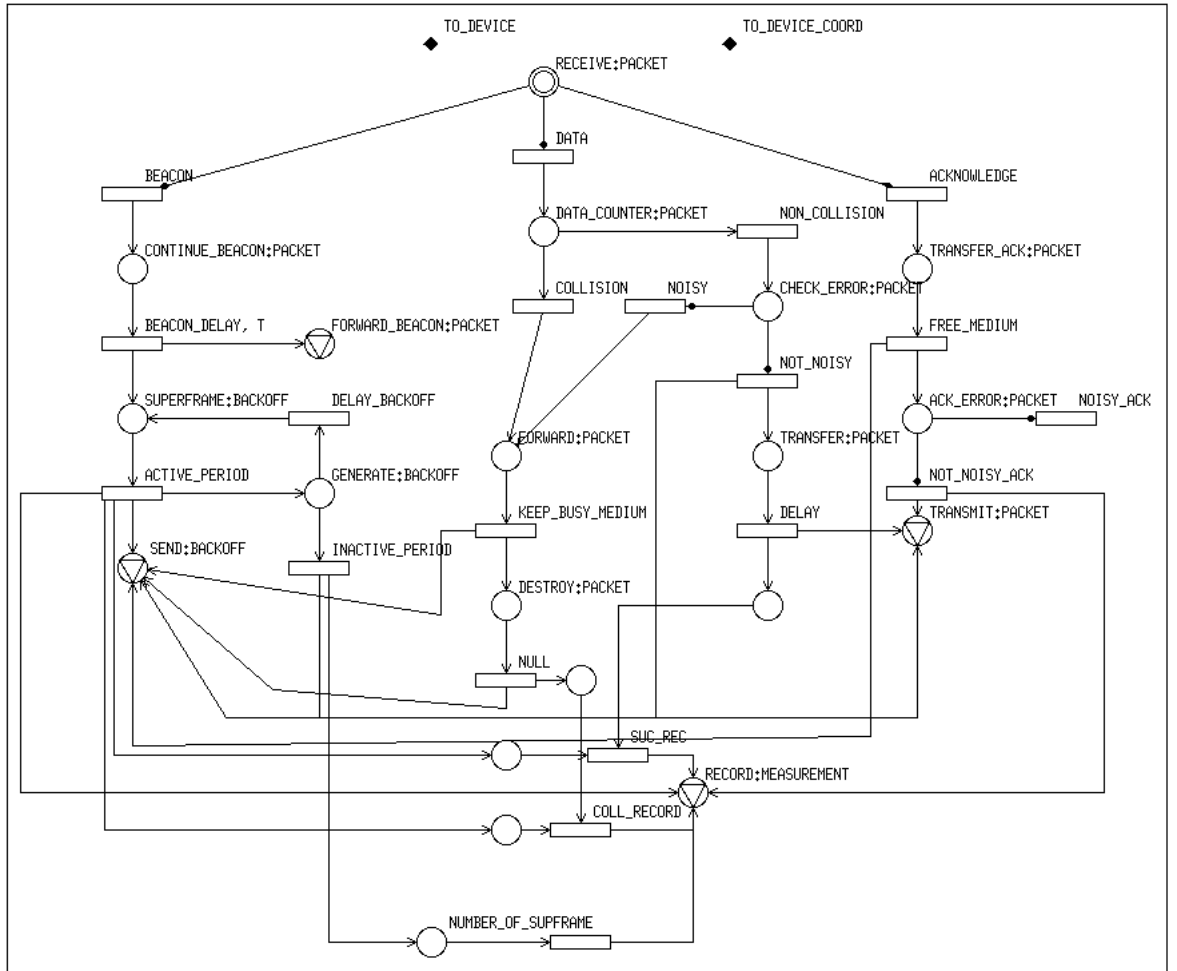 TO_DEVICE
TO_DEVICE_COORD
RECEIVE:PACKET
DATA
BEACON
ACKNOWLEDGE
DATA_COUNTER:PACKET
NON_COLLISION
CONTINUE_BEACON:PACKET
TRANSFER_ACK:PACKET
COLLISION
NOISY
CHECK_ERROR:PACKET
BEACON_DELAY, T
FORWARD_BEACON:PACKET
FREE_MEDIUM
NOT_NOISY
SUPERFRAME:BACKOFF
DELAY_BACKOFF
ACK_ERROR:PACKET
NOISY_ACK
FORWARD:PACKET
TRANSFER:PACKET
ACTIVE_PERIOD
GENERATE:BACKOFF
NOT_NOISY_ACK
KEEP_BUSY_MEDIUM
DELAY
TRANSMIT:PACKET
SEND:BACKOFF
INACTIVE_PERIOD
DESTROY:PACKET
NULL
SUC_REC
RECORD:MEASUREMENT
COLL_RECORD
NUMBER_OF_SUPFRAME